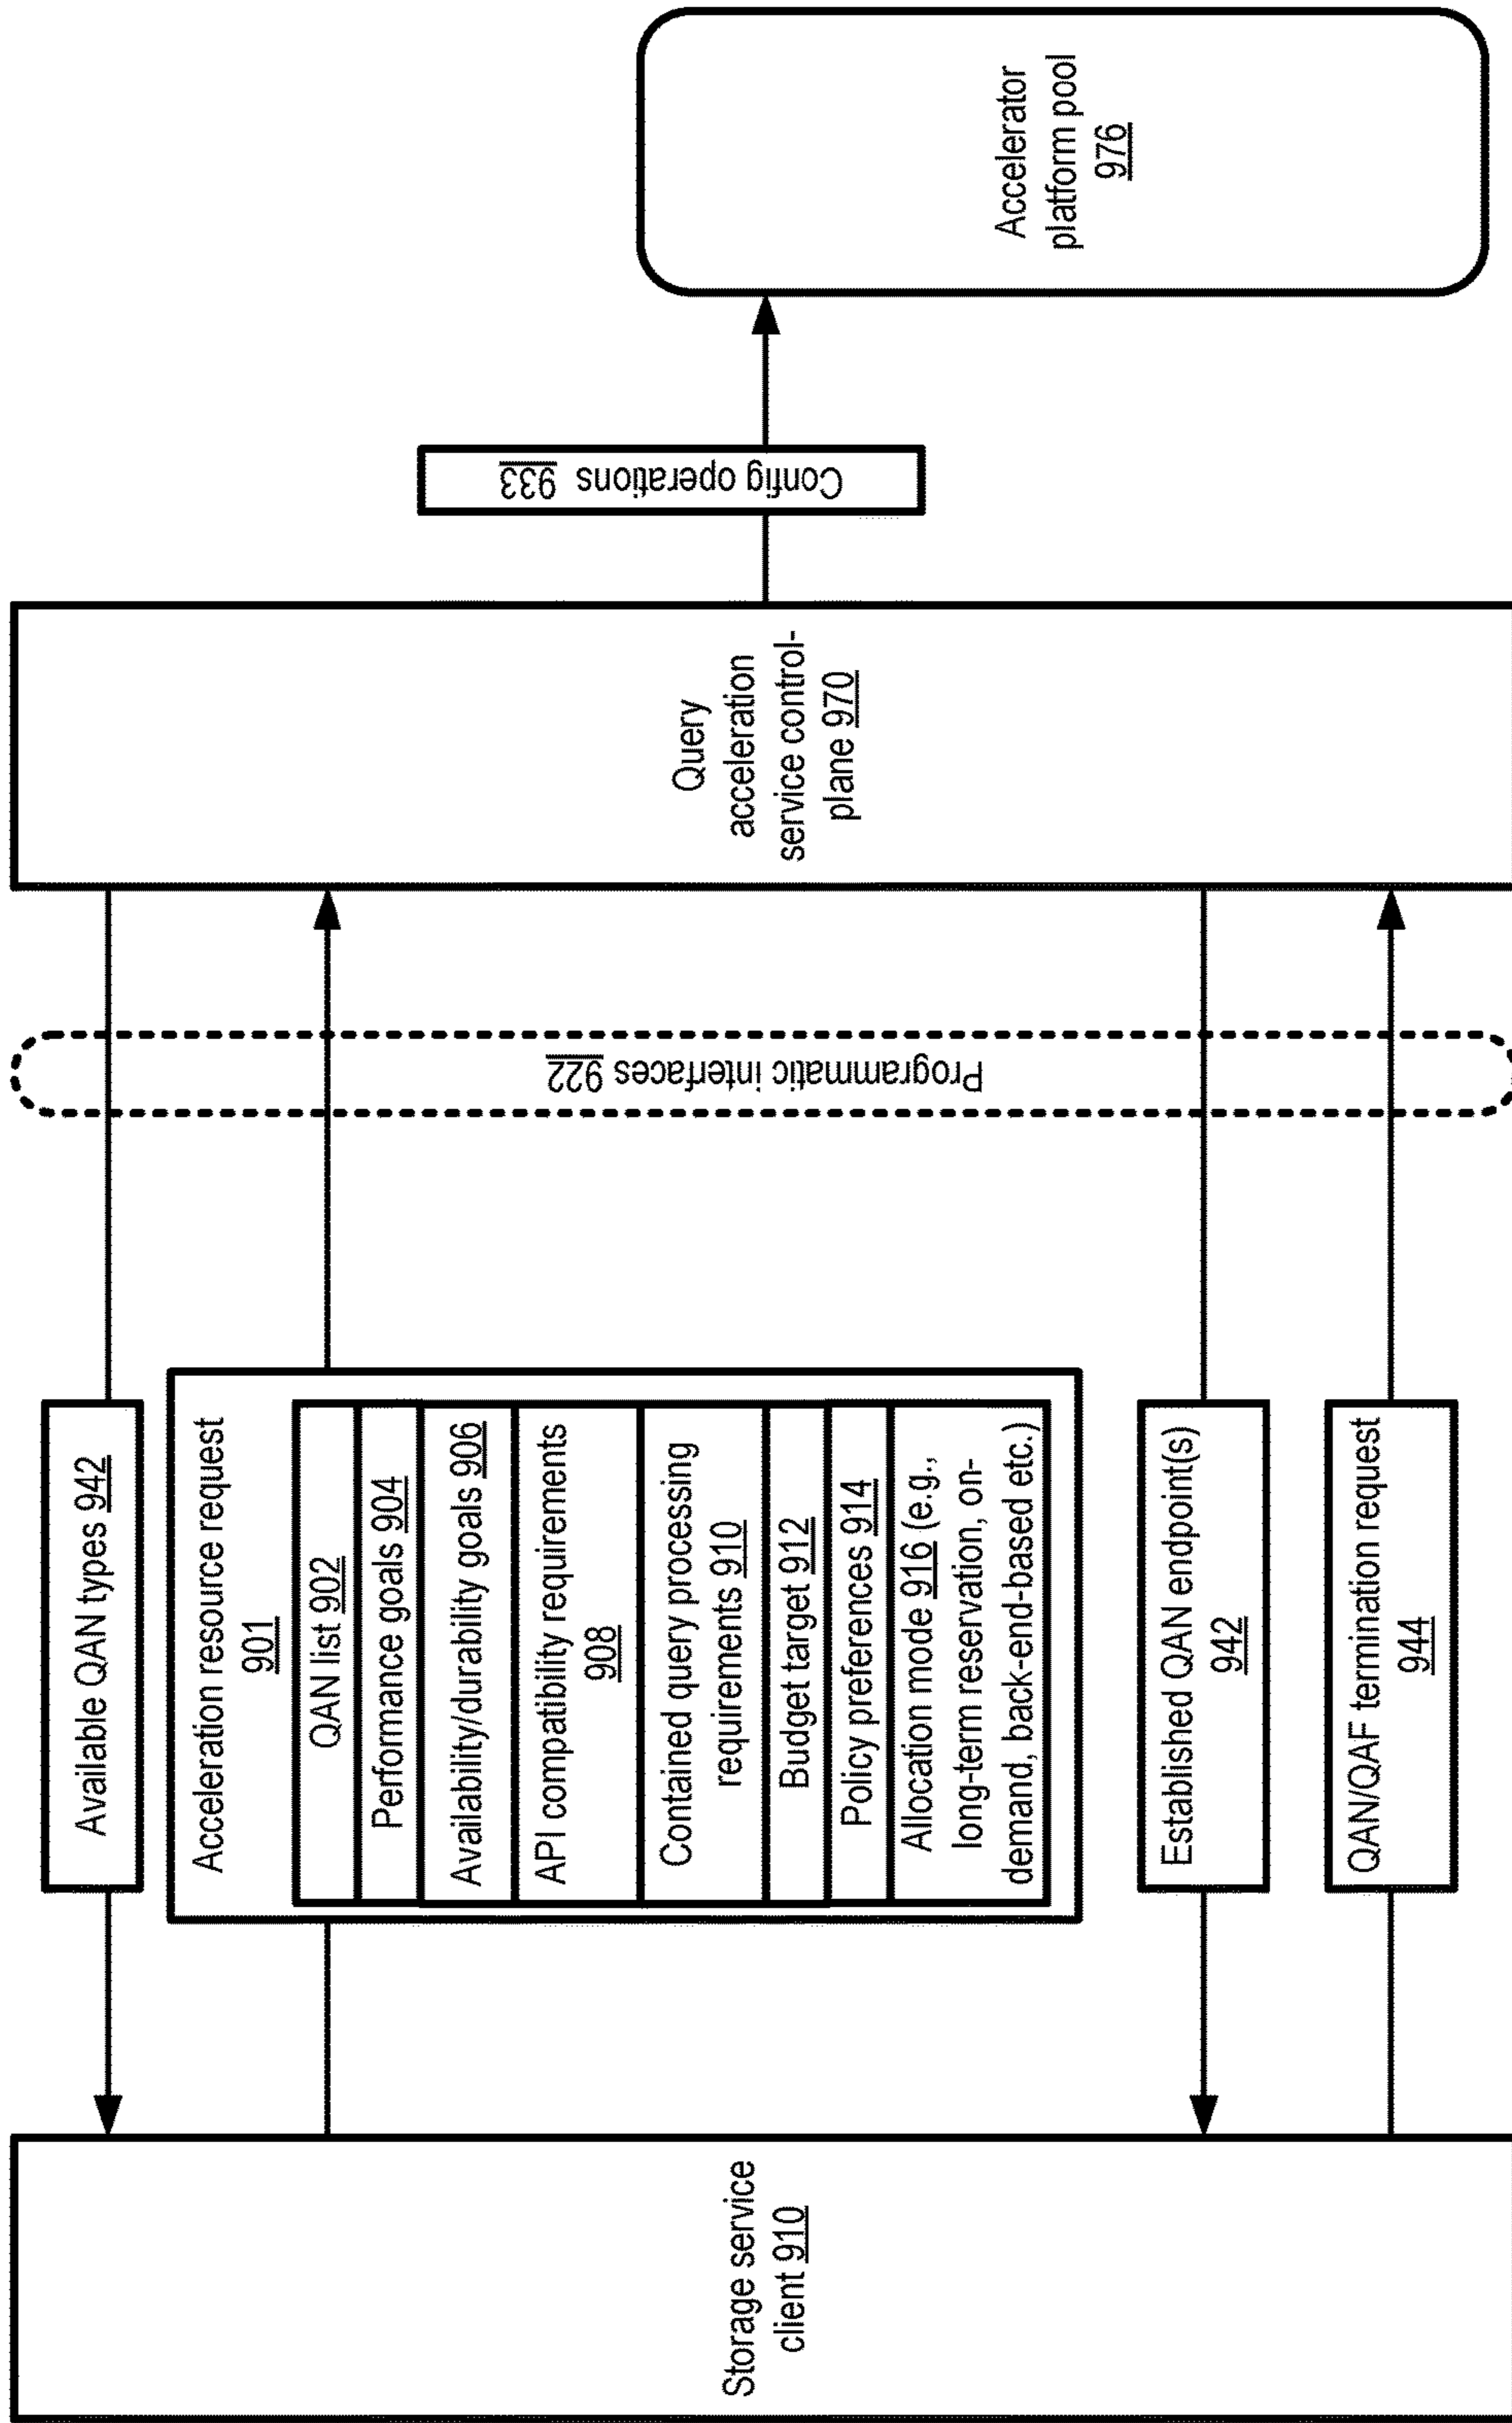 Storage service
client 910
Available QAN types 942
Acceleration resource request
901
QAN list 902
Performance goals 904
Availability/durability goals 906
API compatibility requirements
908
Contained query processing
requirements 910
Budget target 912
Policy preferences 914
Allocation mode 916 (e.g.,
long-term reservation, on-
demand, back-end-based etc.)
Established QAN endpoint(s)
942
QAN/QAF termination request
944
Programmatic interfaces 922
Query
acceleration
service control-
plane 970
Config operations 933
Accelerator
platform pool
976